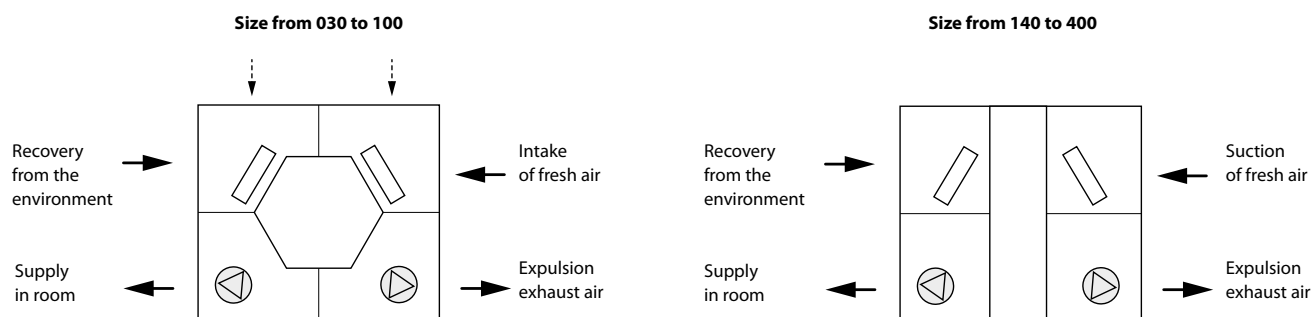 Size from 030 to 100
Recovery
from the
environment
Intake
of fresh air
Supply
in room
Expulsion
exhaust air
Size from 140 to 400
Recovery
from the
environment
Suction
of fresh air
Supply
in room
Expulsion
exhaust air